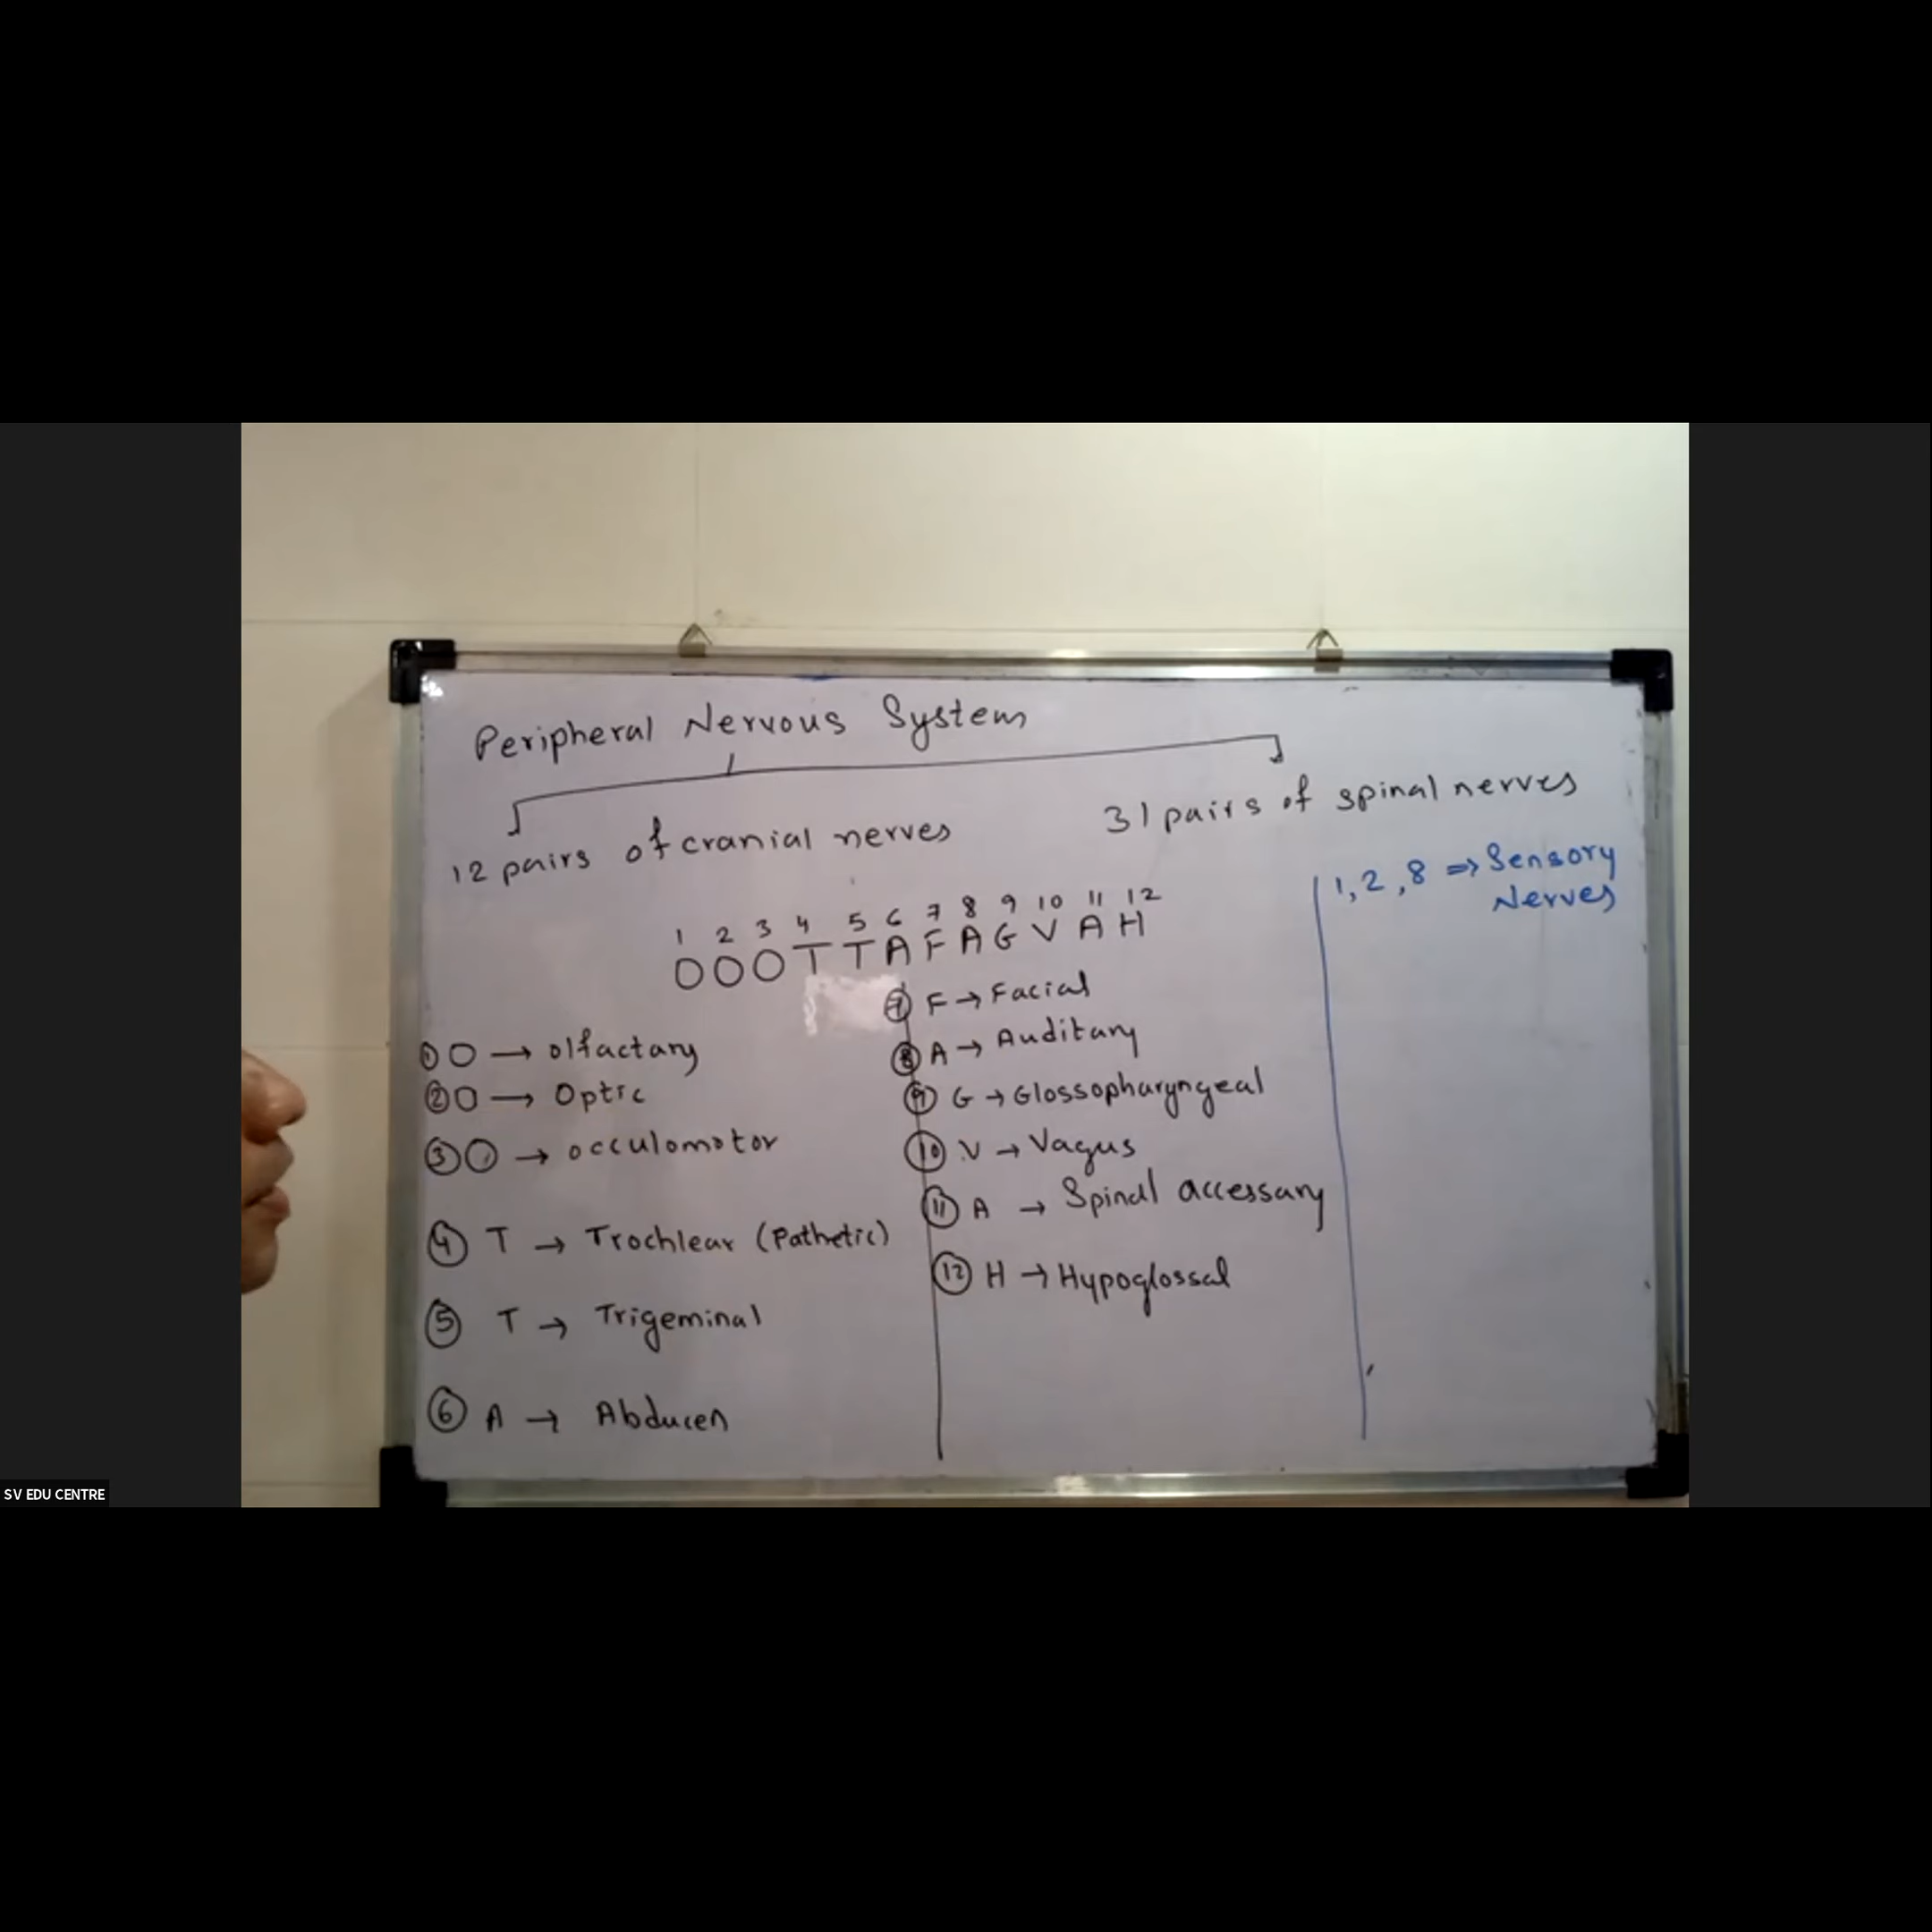 Peripheral Nervous System
12 pairs of cranial nerves
31 pairs of spinal nerves
1 2 3 4 5 6 7 8 9 10 11 12
O O O T T A F A G V A H
① O → olfactary
② O → Optic
③ O → occulomotor
④ T → Trochlear (Pathetic)
⑤ T → Trigeminal
⑥ A → Abducen
⑦ F → Facial
⑧ A → Auditary
⑨ G → Glossopharyngeal
⑩ V → Vagus
⑪ A → Spinal accessary
⑫ H → Hypoglossal
1, 2, 8 ⇒ Sensory
Nerves
SV EDU CENTRE